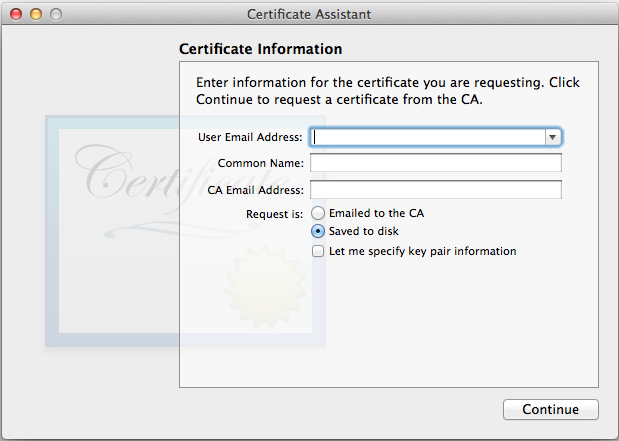 Certificate Assistant
Certificate Information
Enter information for the certificate you are requesting. Click
Continue to request a certificate from the CA.
Certificate
User Email Address:
Common Name:
CA Email Address:
Request is:
Emailed to the CA
Saved to disk
Let me specify key pair information
Continue